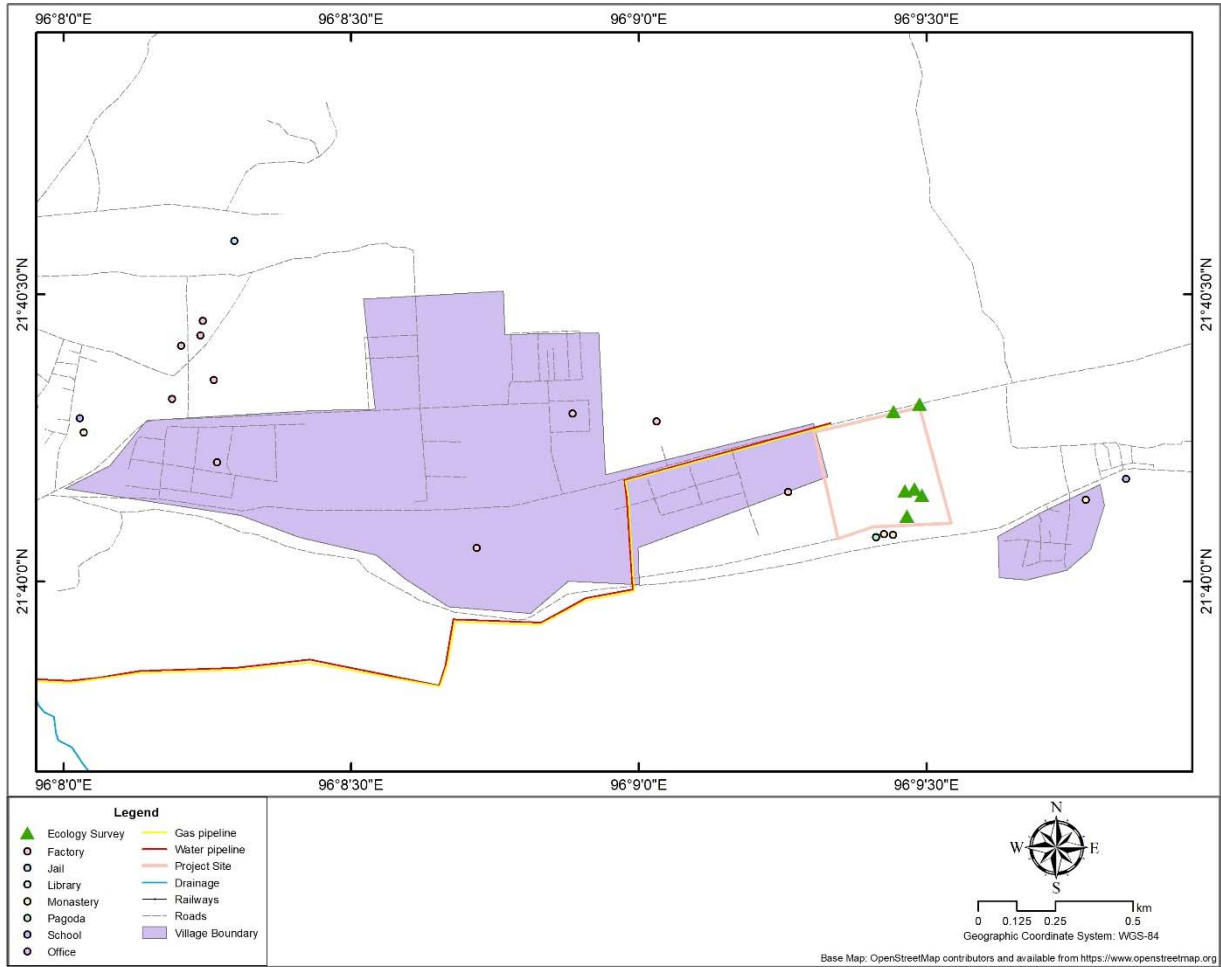 96°8'0"E 96°8'30"E 96°9'0"E 96°9'30"E
21°40'30"N 21°40'30"N
21°40'0"N 21°40'0"N
96°8'0"E 96°8'30"E 96°9'0"E 96°9'30"E
Legend
Ecology Survey
Factory
Jail
Library
Monastery
Pagoda
School
Office
Gas pipeline
Water pipeline
Project Site
Drainage
Railways
Roads
Village Boundary
N
W E
S
km
0 0.125 0.25 0.5
Geographic Coordinate System: WGS-84
Base Map: OpenStreetMap contributors and available from https://www.openstreetmap.org